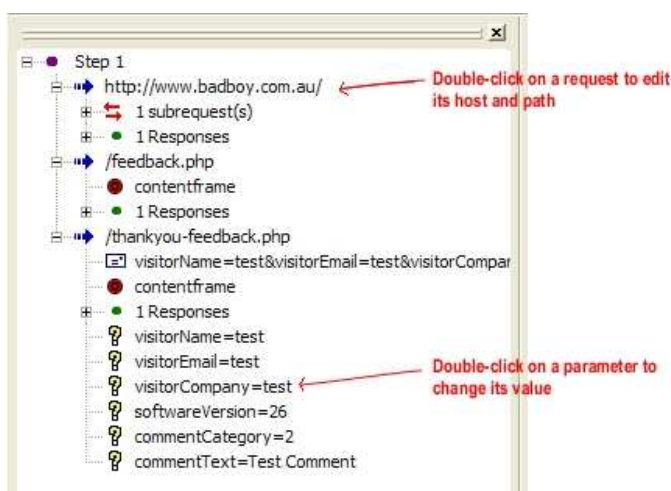 Step 1
http://www.badboy.com.au/
Double-click on a request to edit
its host and path
1 subrequest(s)
1 Responses
/feedback.php
contentframe
1 Responses
/thankyou-feedback.php
visitorName=test&visitorEmail=test&visitorCompar
contentframe
1 Responses
visitorName=test
visitorEmail=test
visitorCompany=test
Double-click on a parameter to
change its value
softwareVersion=26
commentCategory=2
commentText=Test Comment